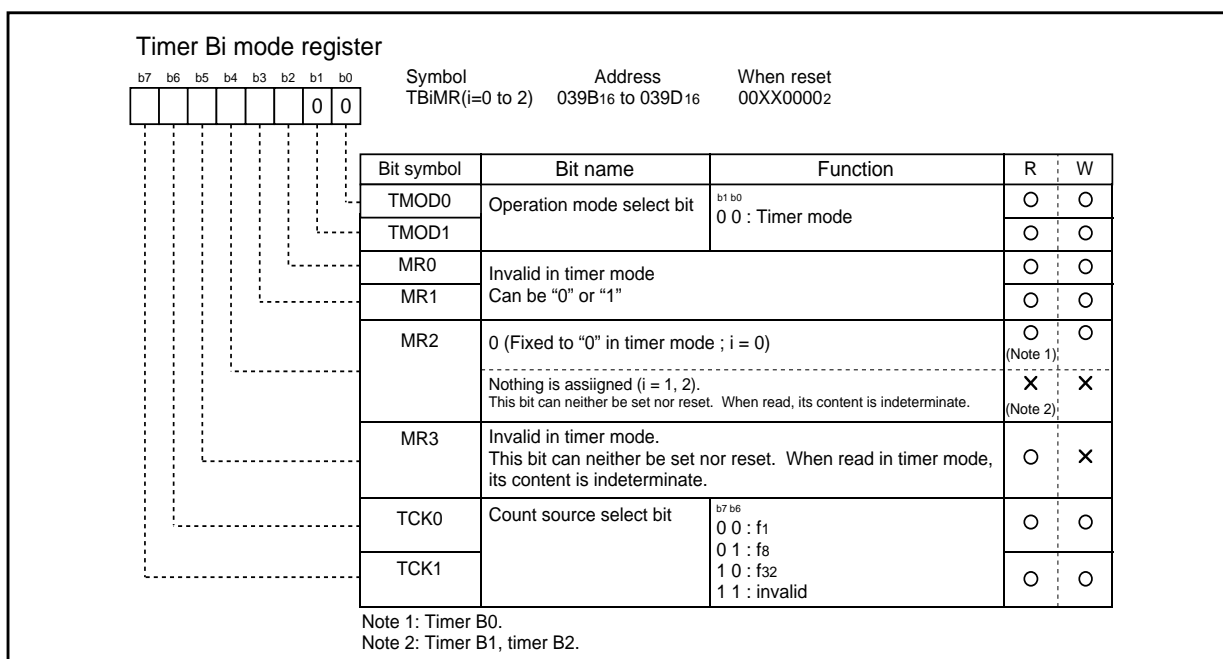 Timer Bi mode register
b7 b6 b5 b4 b3 b2 b1 b0
0 0
Symbol Address When reset
TBiMR(i=0 to 2) 039B16 to 039D16 00XX00002
Bit symbol Bit name Function R W
TMOD0 Operation mode select bit b1 b0
0 0 : Timer mode
TMOD1
MR0 Invalid in timer mode
MR1 Can be “0” or “1”
MR2 0 (Fixed to “0” in timer mode ; i = 0)
(Note 1)
Nothing is assiigned (i = 1, 2).
This bit can neither be set nor reset. When read, its content is indeterminate.
(Note 2)
MR3 Invalid in timer mode.
This bit can neither be set nor reset. When read in timer mode,
its content is indeterminate.
TCK0 Count source select bit b7 b6
0 0 : f1
0 1 : f8
TCK1 1 0 : f32
1 1 : invalid
Note 1: Timer B0.
Note 2: Timer B1, timer B2.